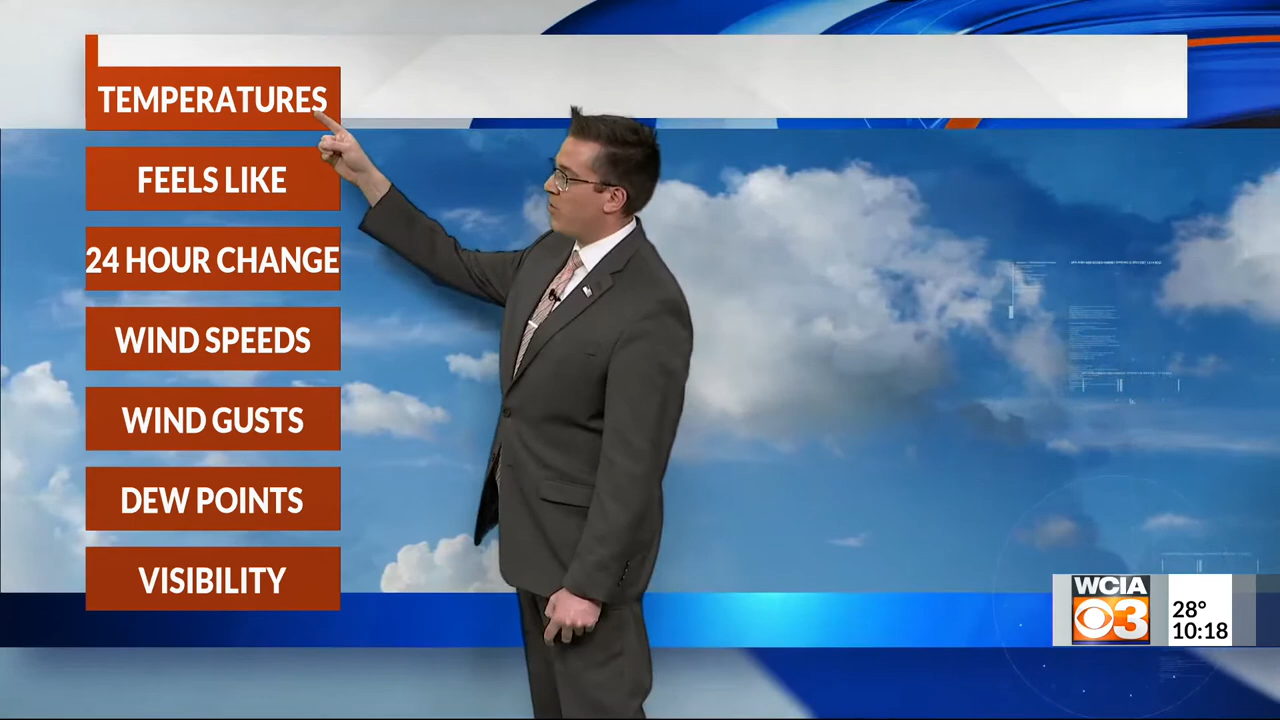 TEMPERATURES
FEELS LIKE
24 HOUR CHANGE
WIND SPEEDS
WIND GUSTS
DEW POINTS
VISIBILITY
WCIA
3
28°
10:18